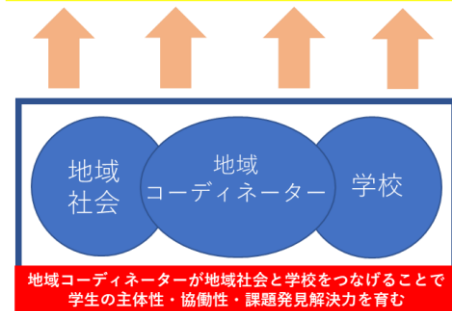 地域
社会
地域
コーディネーター
学校
地域コーディネーターが地域社会と学校をつなげることで
学生の主体性・協働性・課題発見解決力を育む